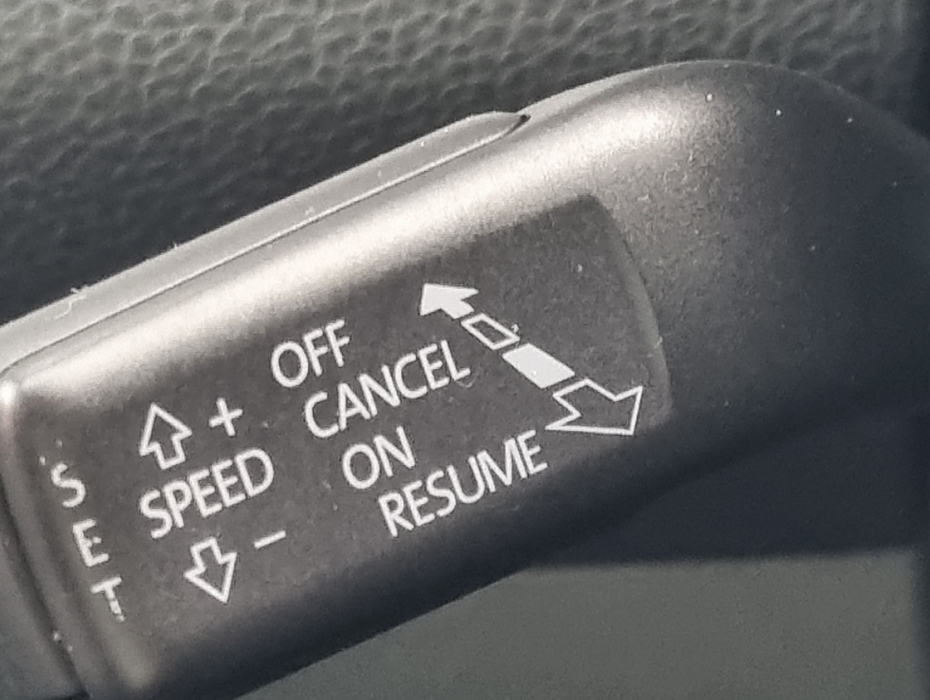 OFF
CANCEL
ON
RESUME
+
SPEED
-
SET